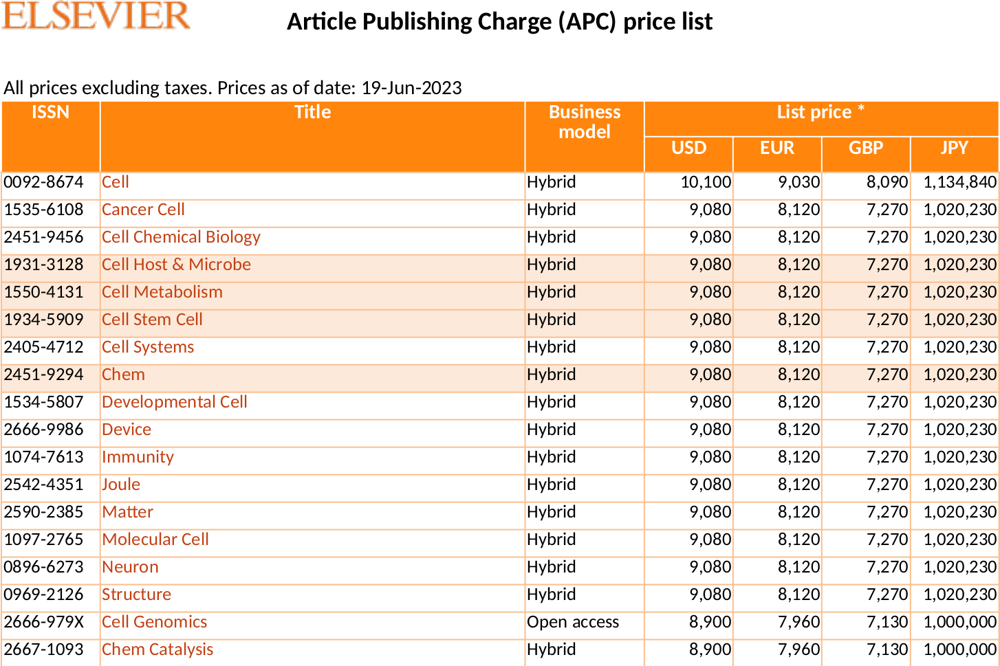 ELSEVIER
Article Publishing Charge (APC) price list
All prices excluding taxes. Prices as of date: 19-Jun-2023
ISSN Title Business model List price *
USD EUR GBP JPY
0092-8674 Cell Hybrid 10,100 9,030 8,090 1,134,840
1535-6108 Cancer Cell Hybrid 9,080 8,120 7,270 1,020,230
2451-9456 Cell Chemical Biology Hybrid 9,080 8,120 7,270 1,020,230
1931-3128 Cell Host & Microbe Hybrid 9,080 8,120 7,270 1,020,230
1550-4131 Cell Metabolism Hybrid 9,080 8,120 7,270 1,020,230
1934-5909 Cell Stem Cell Hybrid 9,080 8,120 7,270 1,020,230
2405-4712 Cell Systems Hybrid 9,080 8,120 7,270 1,020,230
2451-9294 Chem Hybrid 9,080 8,120 7,270 1,020,230
1534-5807 Developmental Cell Hybrid 9,080 8,120 7,270 1,020,230
2666-9986 Device Hybrid 9,080 8,120 7,270 1,020,230
1074-7613 Immunity Hybrid 9,080 8,120 7,270 1,020,230
2542-4351 Joule Hybrid 9,080 8,120 7,270 1,020,230
2590-2385 Matter Hybrid 9,080 8,120 7,270 1,020,230
1097-2765 Molecular Cell Hybrid 9,080 8,120 7,270 1,020,230
0896-6273 Neuron Hybrid 9,080 8,120 7,270 1,020,230
0969-2126 Structure Hybrid 9,080 8,120 7,270 1,020,230
2666-979X Cell Genomics Open access 8,900 7,960 7,130 1,000,000
2667-1093 Chem Catalysis Hybrid 8,900 7,960 7,130 1,000,000